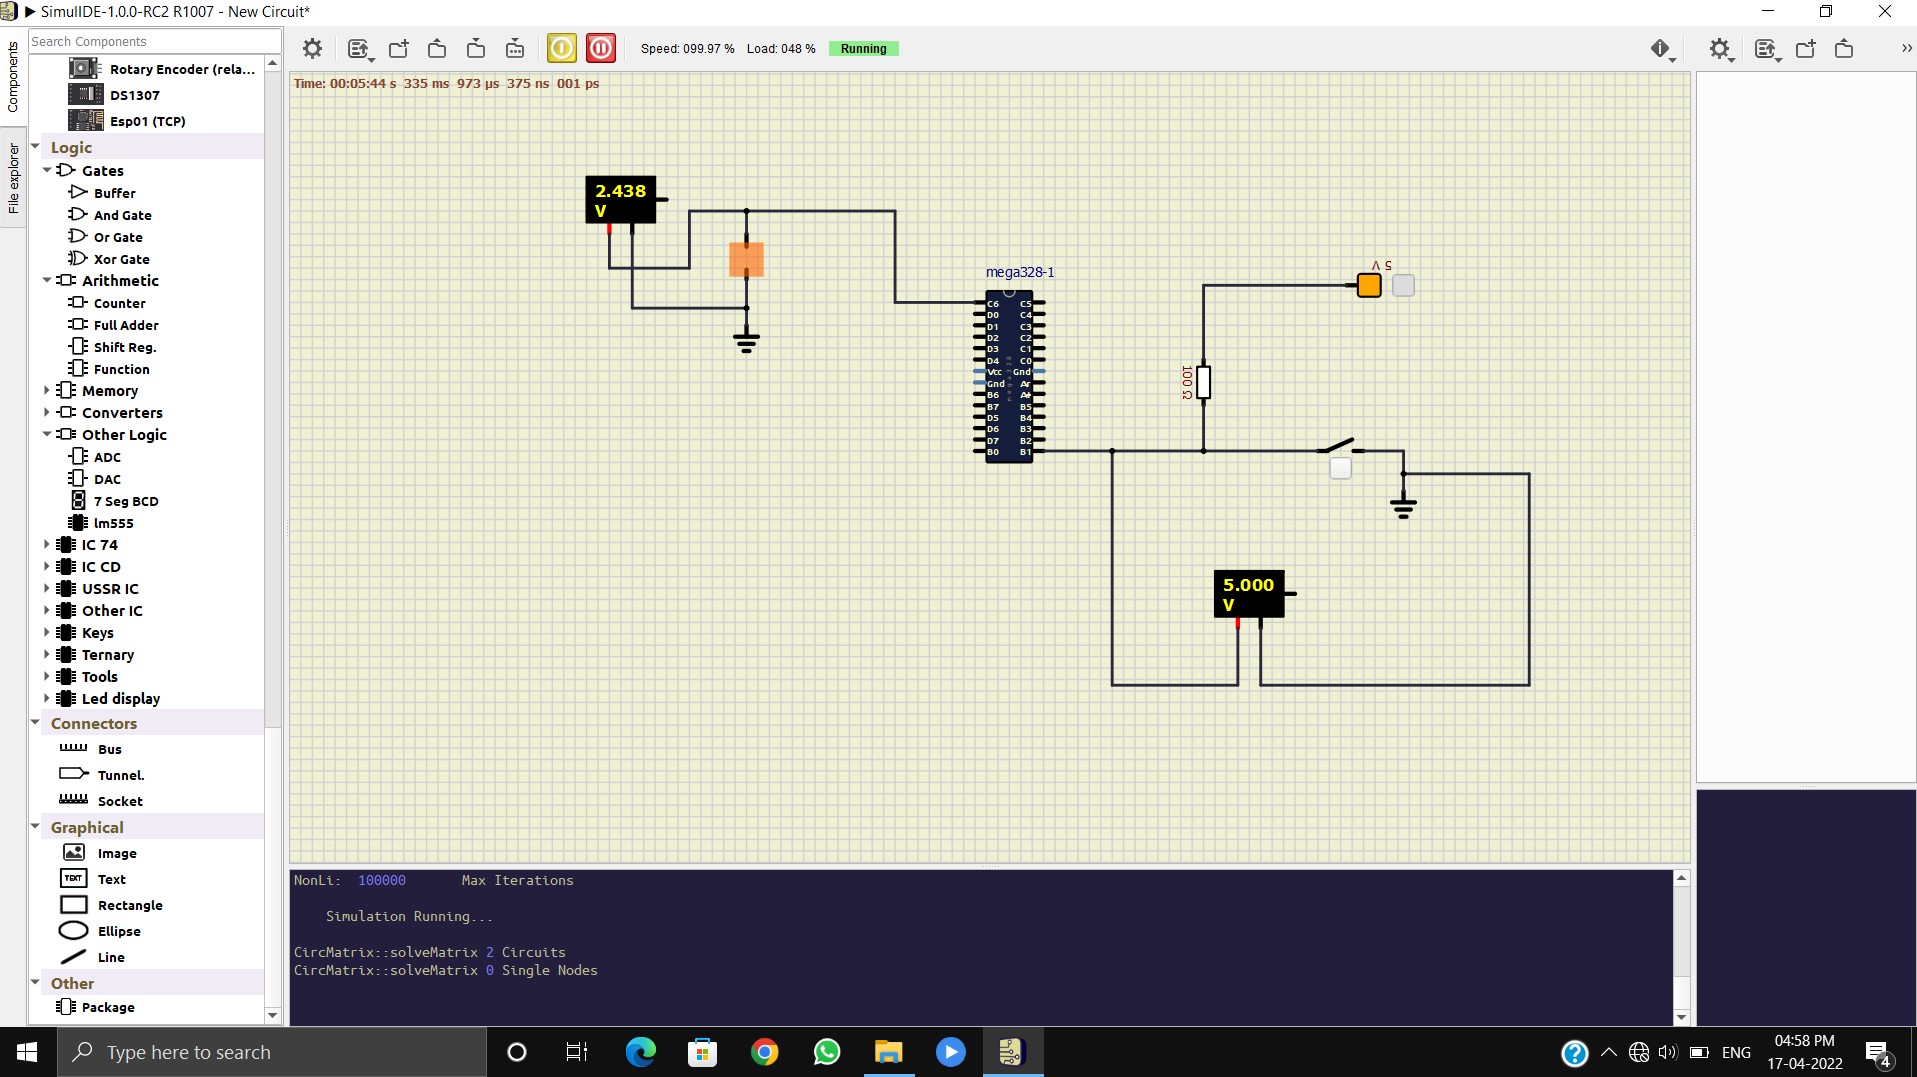 SimulIDE-1.0.0-RC2 R1007 - New Circuit*
Components
File explorer
Search Components
Rotary Encoder (rela...
DS1307
Esp01 (TCP)
Logic
Gates
Buffer
And Gate
Or Gate
Xor Gate
Arithmetic
Counter
Full Adder
Shift Reg.
Function
Memory
Converters
Other Logic
ADC
DAC
7 Seg BCD
lm555
IC 74
IC CD
USSR IC
Other IC
Keys
Ternary
Tools
Led display
Connectors
Bus
Tunnel.
Socket
Graphical
Image
TEXT Text
Rectangle
Ellipse
Line
Other
Package
Speed: 099.97 % Load: 048 % Running
Time: 00:05:44 s 335 ms 973 µs 375 ns 001 ps
2.438
V
mega328-1
C6 C5
D0 C4
D1 C3
D2 C2
D3 C1
D4 C0
Vcc Gnd
Gnd Ar
B6 A+
B7 B5
D5 B4
D6 B3
D7 B2
B0 B1
5 V
100 Ω
5.000
V
NonLi: 100000 Max Iterations
Simulation Running...
CircMatrix::solveMatrix 2 Circuits
CircMatrix::solveMatrix 0 Single Nodes
Type here to search
ENG
04:58 PM
17-04-2022
4